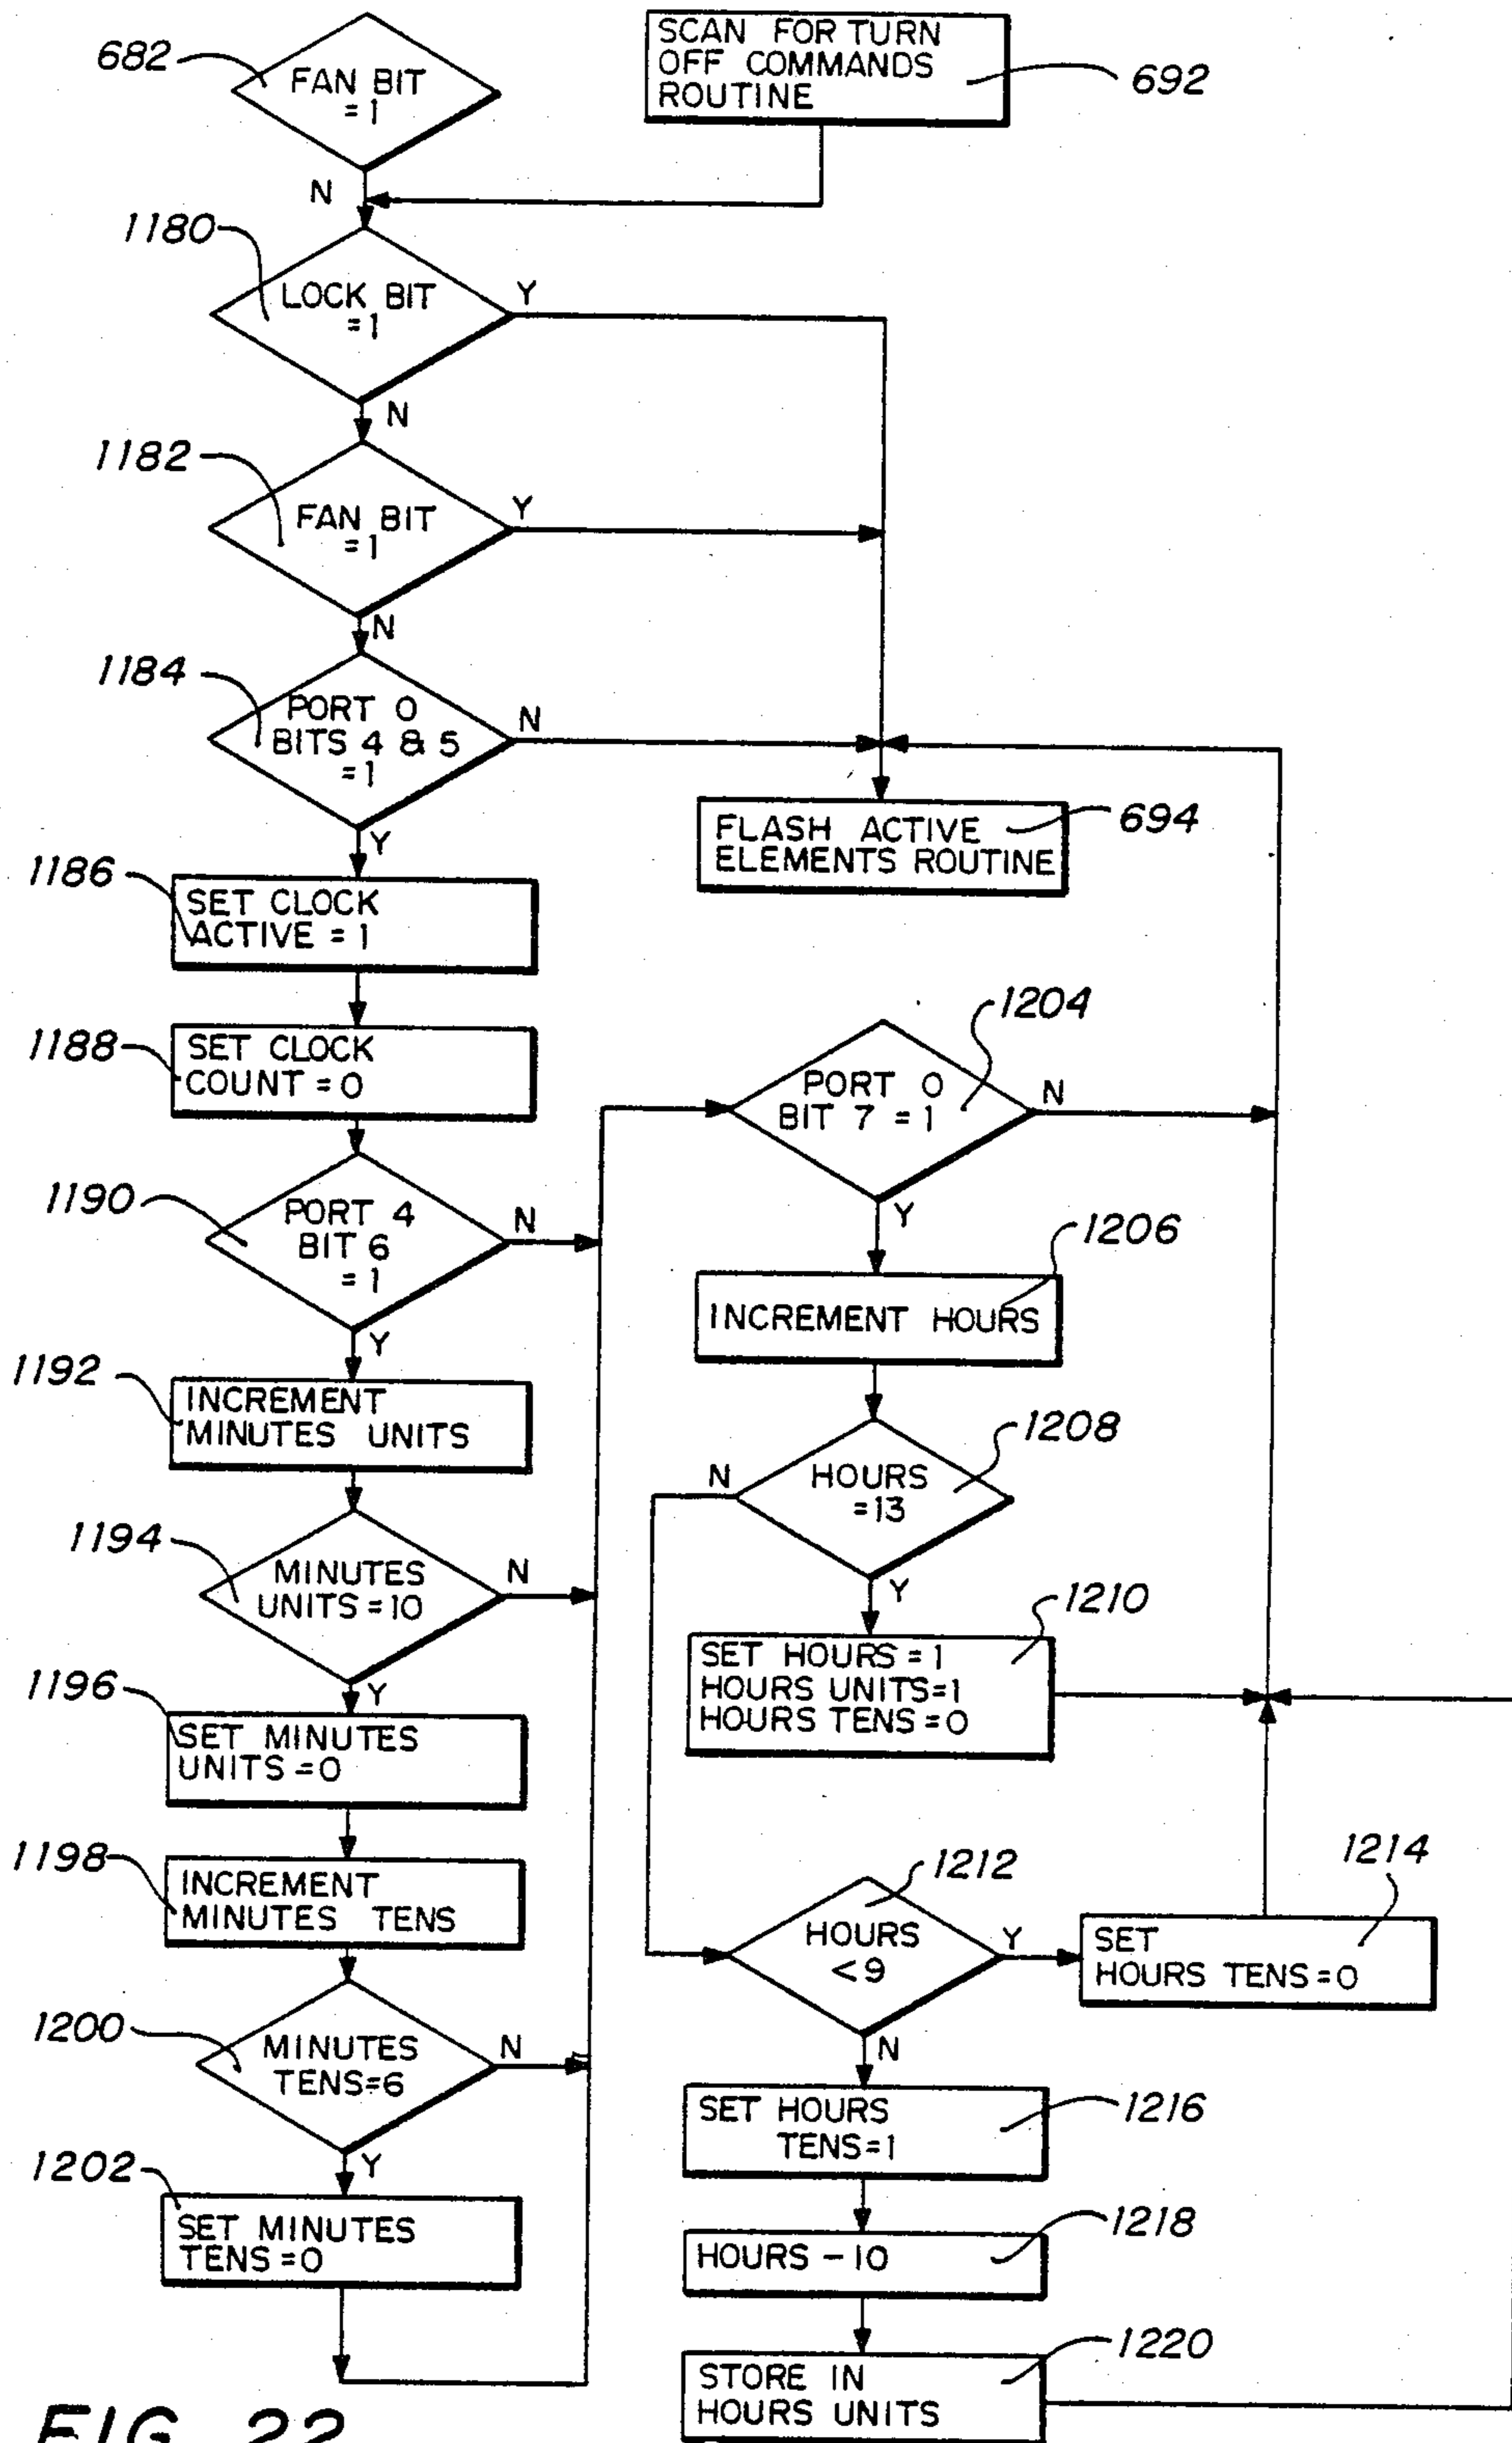 682
FAN BIT
= 1
SCAN FOR TURN
OFF COMMANDS
ROUTINE
692
N
1180
LOCK BIT
= 1
Y
N
1182
FAN BIT
= 1
Y
N
1184
PORT 0
BITS 4 & 5
= 1
N
Y
FLASH ACTIVE
ELEMENTS ROUTINE
694
1186
SET CLOCK
ACTIVE = 1
1188
SET CLOCK
COUNT = 0
1190
PORT 4
BIT 6
= 1
N
Y
1192
INCREMENT
MINUTES UNITS
1194
MINUTES
UNITS = 10
N
Y
1196
SET MINUTES
UNITS = 0
1198
INCREMENT
MINUTES TENS
1200
MINUTES
TENS=6
N
Y
1202
SET MINUTES
TENS = 0
1204
PORT 0
BIT 7 = 1
N
Y
1206
INCREMENT HOURS
1208
HOURS
=13
N
Y
1210
SET HOURS = 1
HOURS UNITS=1
HOURS TENS = 0
1212
HOURS
< 9
Y
N
1214
SET
HOURS TENS = 0
1216
SET HOURS
TENS=1
1218
HOURS - 10
1220
STORE IN
HOURS UNITS
FIG. 22